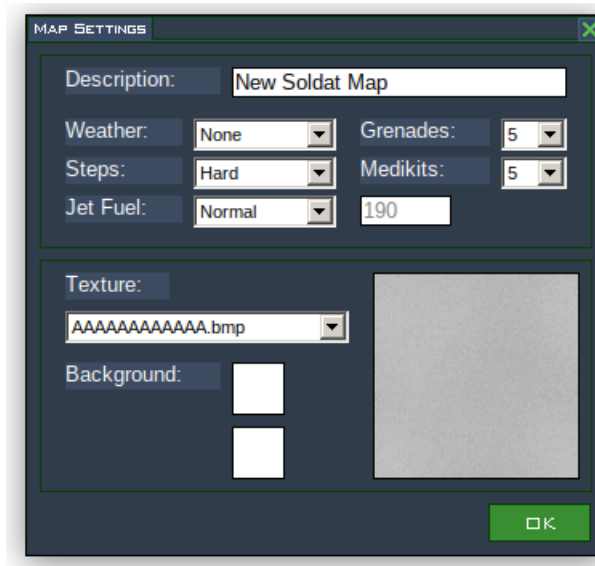 MAP SETTINGS
Description: New Soldat Map
Weather: None Grenades: 5
Steps: Hard Medikits: 5
Jet Fuel: Normal 190
Texture:
AAAAAAAAAAAA.bmp
Background:
OK